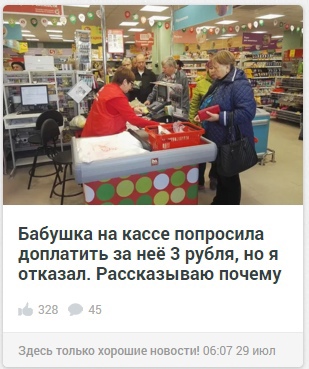 Бабушка на кассе попросила
доплатить за неё 3 рубля, но я
отказал. Рассказываю почему
328 45
Здесь только хорошие новости! 06:07 29 июл